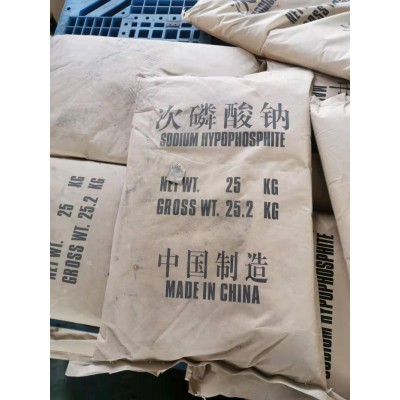 次磷酸钠
SODIUM HYPOPHOSPHITE
NET WT. 25 KG
GROSS WT. 25.2 KG
中国制造
MADE IN CHINA
25 KG
GROSS WT. 25.2 KG
SODIUM HYPOPHOSPHITE